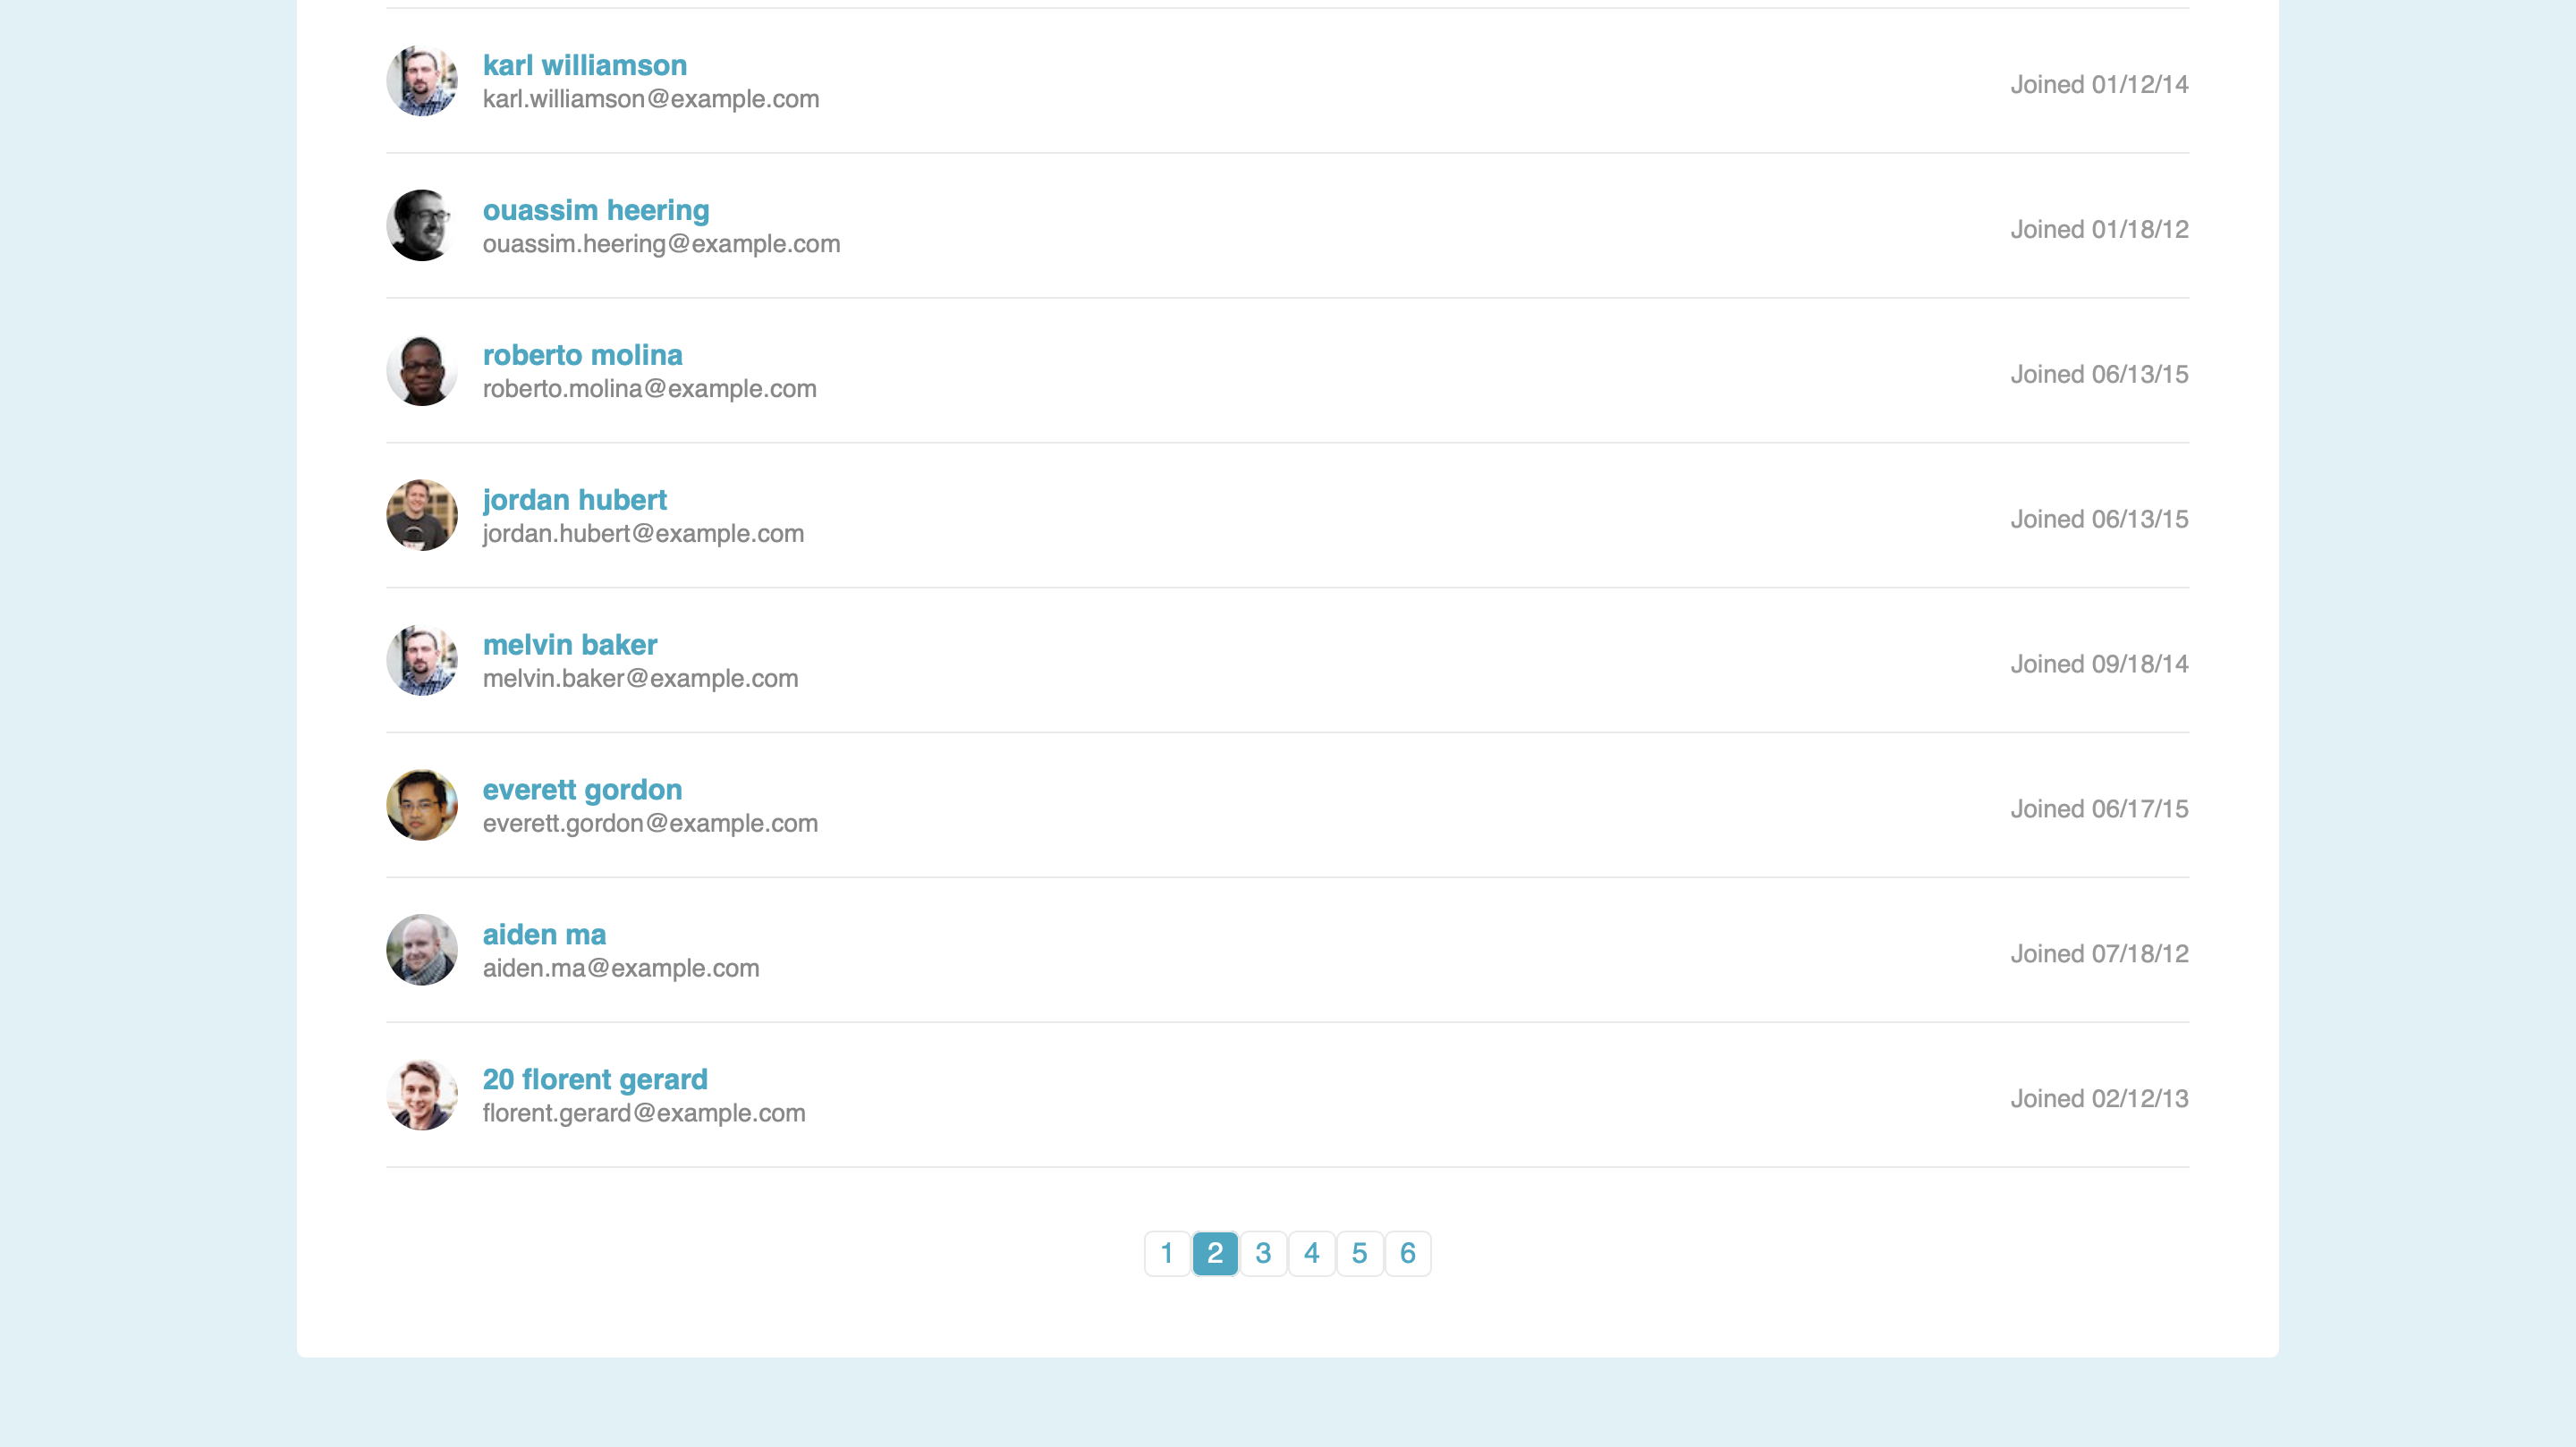 karl williamson
karl.williamson@example.com
Joined 01/12/14
ouassim heering
ouassim.heering@example.com
Joined 01/18/12
roberto molina
roberto.molina@example.com
Joined 06/13/15
jordan hubert
jordan.hubert@example.com
Joined 06/13/15
melvin baker
melvin.baker@example.com
Joined 09/18/14
everett gordon
everett.gordon@example.com
Joined 06/17/15
aiden ma
aiden.ma@example.com
Joined 07/18/12
20 florent gerard
florent.gerard@example.com
Joined 02/12/13
1 2 3 4 5 6